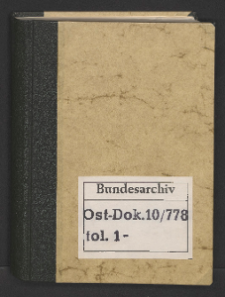 Bundesarchiv
Ost-Dok.10/778
fol. 1-